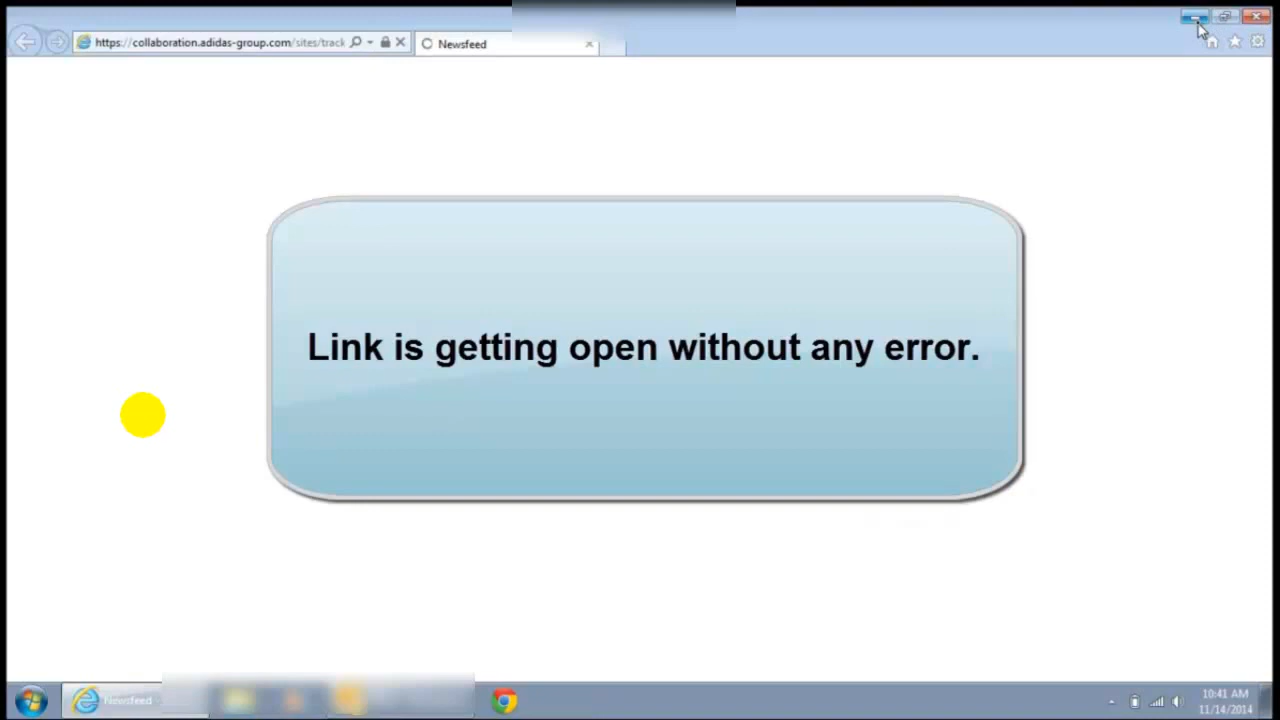 https://collaboration.adidas-group.com/sites/track
Newsfeed
Link is getting open without any error.
Newsfeed
10:41 AM
11/14/2014